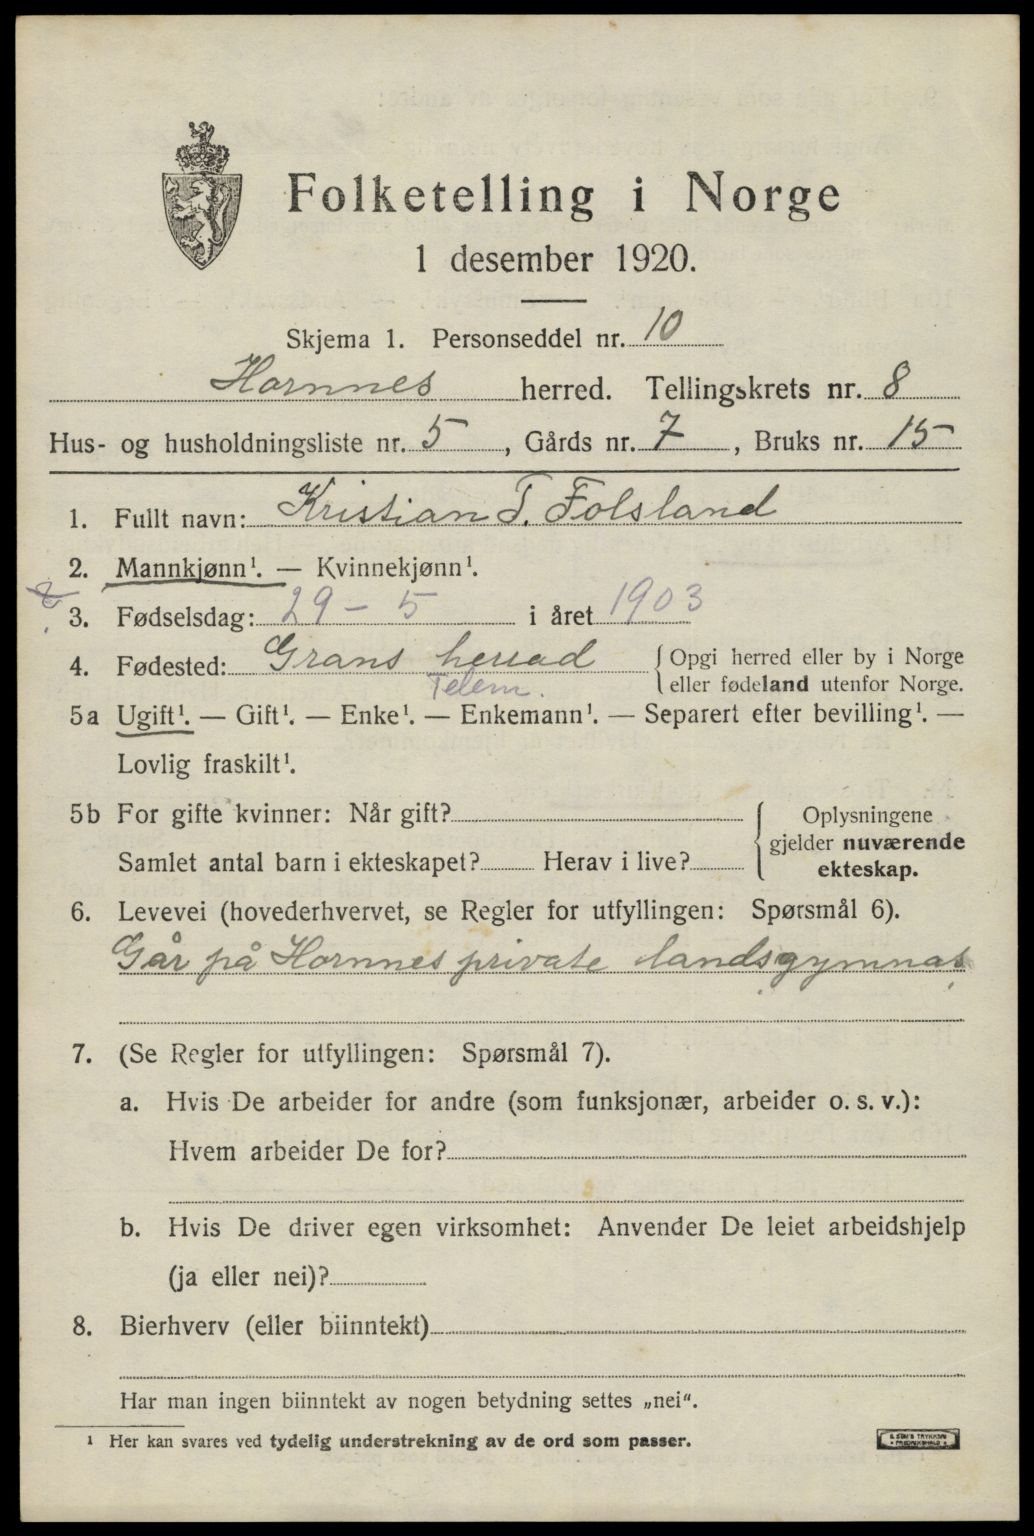 Folketelling i Norge
1 desember 1920.
Skjema 1. Personseddel nr. 10
Hornnes herred. Tellingskrets nr. 8
Hus- og husholdningsliste nr. 5, Gårds nr. 7, Bruks nr. 15
1. Fullt navn: Kristian T. Folsland
2. Mannkjønn¹. — Kvinnekjønn¹.
3. Fødselsdag: 29 - 5 i året 1903
4. Fødested: Grans herrad
Telem.
{ Opgi herred eller by i Norge
eller fødeland utenfor Norge.
5a Ugift¹. — Gift¹. — Enke¹. — Enkemann¹. — Separert efter bevilling¹. —
Lovlig fraskilt¹.
5b For gifte kvinner: Når gift?
Samlet antal barn i ekteskapet? Herav i live?
{ Oplysningene
gjelder nuværende
ekteskap.
6. Levevei (hovederhvervet, se Regler for utfyllingen: Spørsmål 6).
Går på Hornnes private landsgymnas
7. (Se Regler for utfyllingen: Spørsmål 7).
a. Hvis De arbeider for andre (som funksjonær, arbeider o. s. v.):
Hvem arbeider De for?
b. Hvis De driver egen virksomhet: Anvender De leiet arbeidshjelp
(ja eller nei)?
8. Bierhverv (eller biinntekt)
Har man ingen biinntekt av nogen betydning settes „nei".
¹ Her kan svares ved tydelig understrekning av de ord som passer.